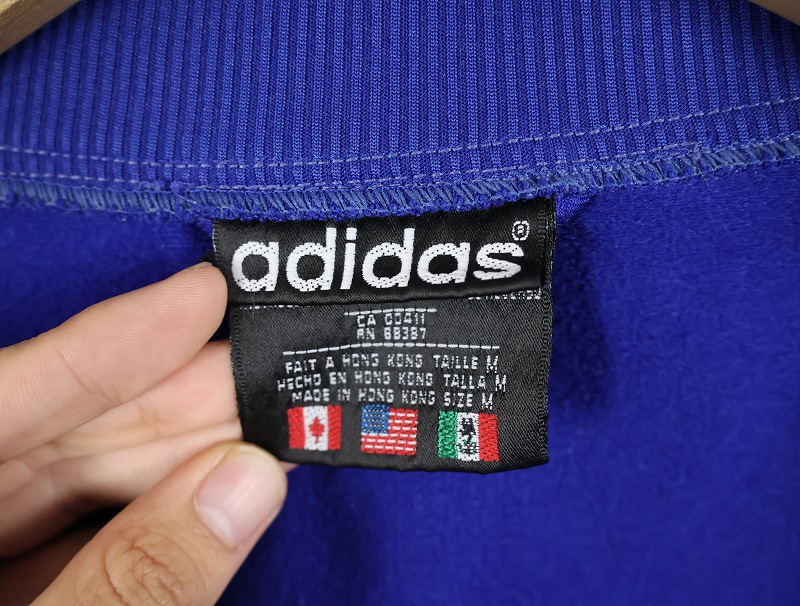 adidas®
CA 00411
RN 88387
FAIT A HONG KONG TAILLE M
HECHO EN HONG KONG TALLA M
MADE IN HONG KONG SIZE M